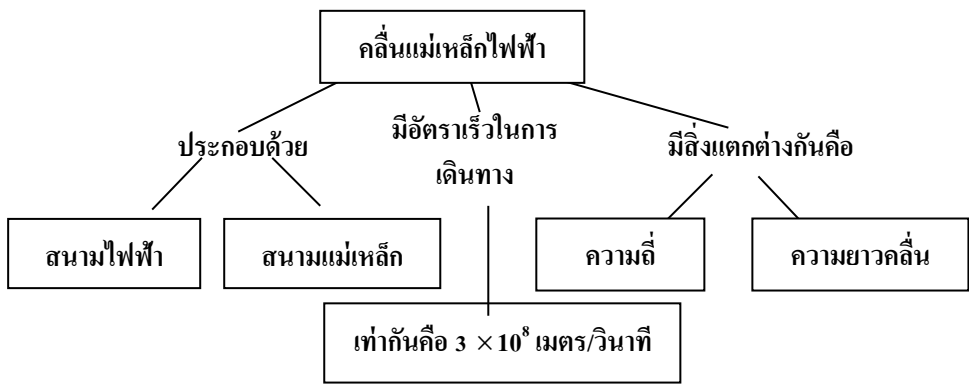 คลื่นแม่เหล็กไฟฟ้า
ประกอบด้วย
มีอัตราเร็วในการ
เดินทาง
มีสิ่งแตกต่างกันคือ
สนามไฟฟ้า
สนามแม่เหล็ก
ความถี่
ความยาวคลื่น
เท่ากันคือ 3 ×10⁸ เมตร/วินาที